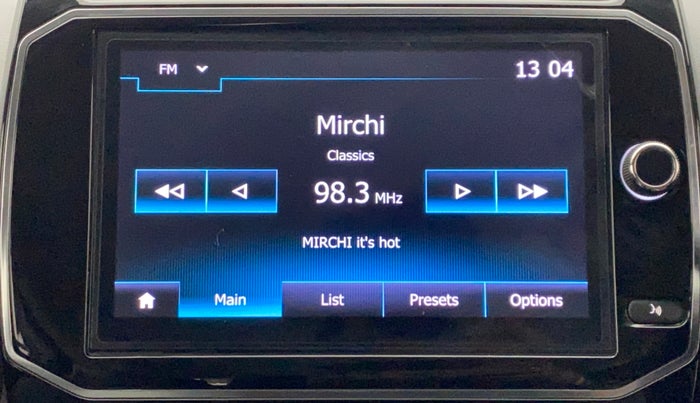 FM
13 04
Mirchi
Classics
98.3 MHz
MIRCHI it's hot
Main List Presets Options